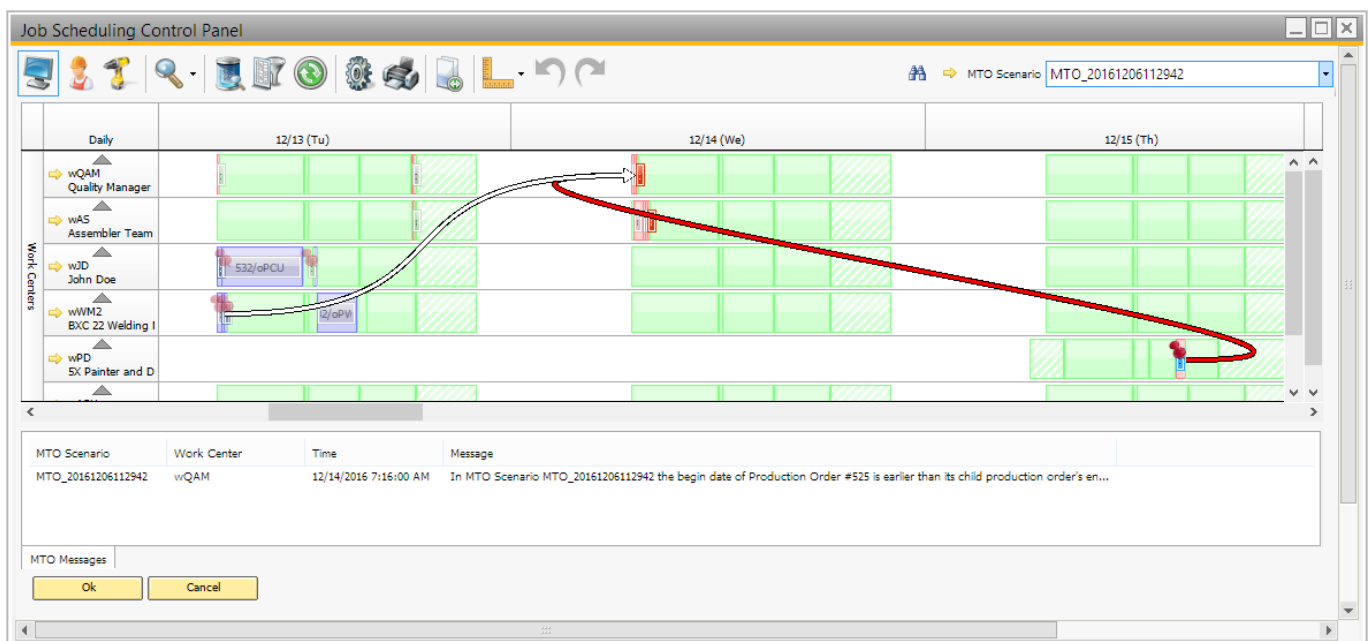 Job Scheduling Control Panel
MTO Scenario MTO_20161206112942
Daily 12/13 (Tu) 12/14 (We) 12/15 (Th)
Work Centers
wQAM
Quality Manager
wAS
Assembler Team
wJD
John Doe
532/oPCU
wWM2
BXC 22 Welding
2/oPW
wPD
5X Painter and D
MTO Scenario Work Center Time Message
MTO_20161206112942 wQAM 12/14/2016 7:16:00 AM In MTO Scenario MTO_20161206112942 the begin date of Production Order #525 is earlier than its child production order's en...
MTO Messages
Ok Cancel